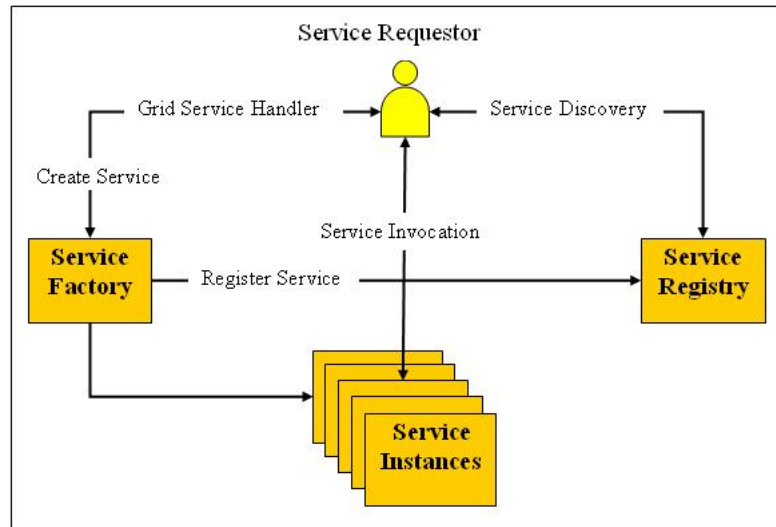 Service Requestor
Grid Service Handler
Service Discovery
Create Service
Service Invocation
Service
Factory
Register Service
Service
Registry
Service
Instances